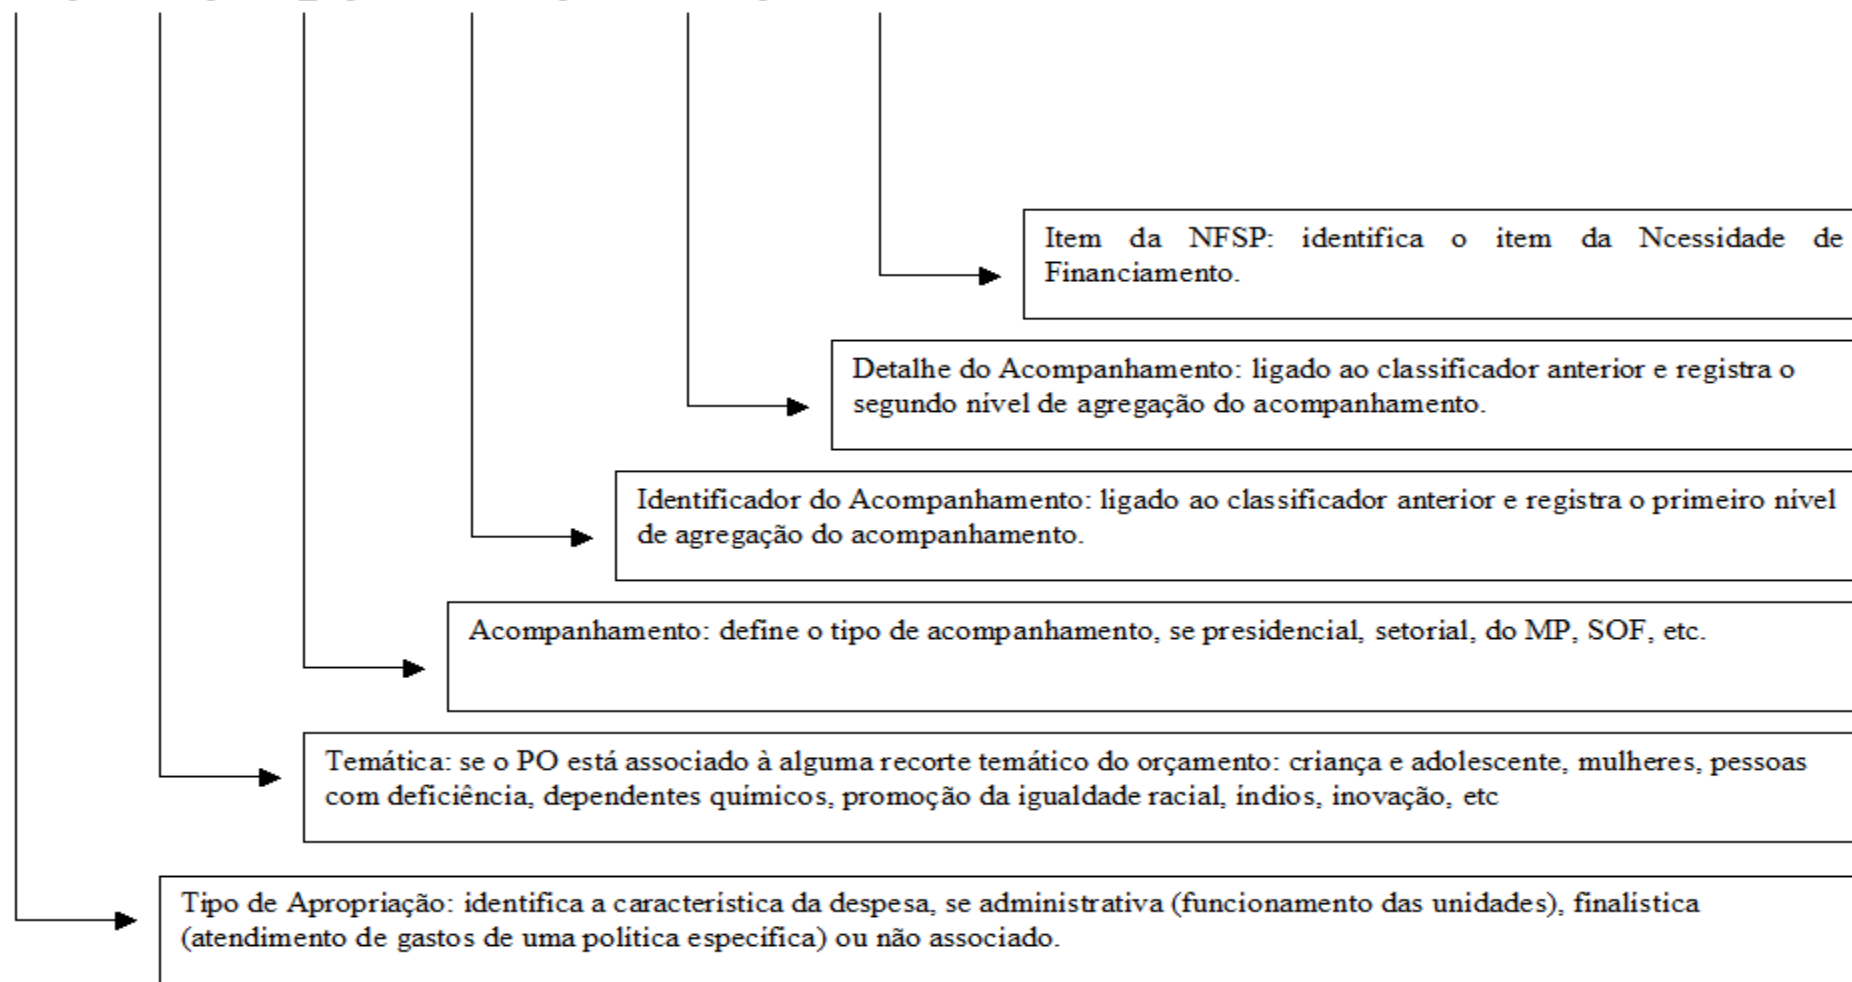 Item da NFSP: identifica o item da Ncessidade de
Financiamento.
Detalhe do Acompanhamento: ligado ao classificador anterior e registra o
segundo nível de agregação do acompanhamento.
Identificador do Acompanhamento: ligado ao classificador anterior e registra o primeiro nível
de agregação do acompanhamento.
Acompanhamento: define o tipo de acompanhamento, se presidencial, setorial, do MP, SOF, etc.
Temática: se o PO está associado à alguma recorte temático do orçamento: criança e adolescente, mulheres, pessoas
com deficiência, dependentes químicos, promoção da igualdade racial, índios, inovação, etc
Tipo de Apropriação: identifica a característica da despesa, se administrativa (funcionamento das unidades), finalística
(atendimento de gastos de uma política específica) ou não associado.